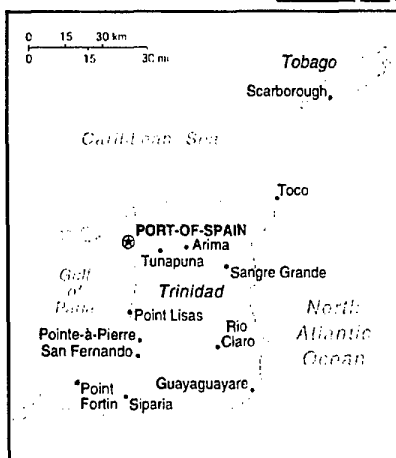 0 15 30 km
0 15 30 mi
Tobago
Scarborough
Caribbean Sea
Toco
PORT-OF-SPAIN
Arima
Tunapuna
Sangre Grande
Gulf
of
Paria
Trinidad
North
Atlantic
Ocean
Point Lisas
Pointe-à-Pierre
San Fernando
Rio
Claro
Point
Fortin
Siparia
Guayaguayare